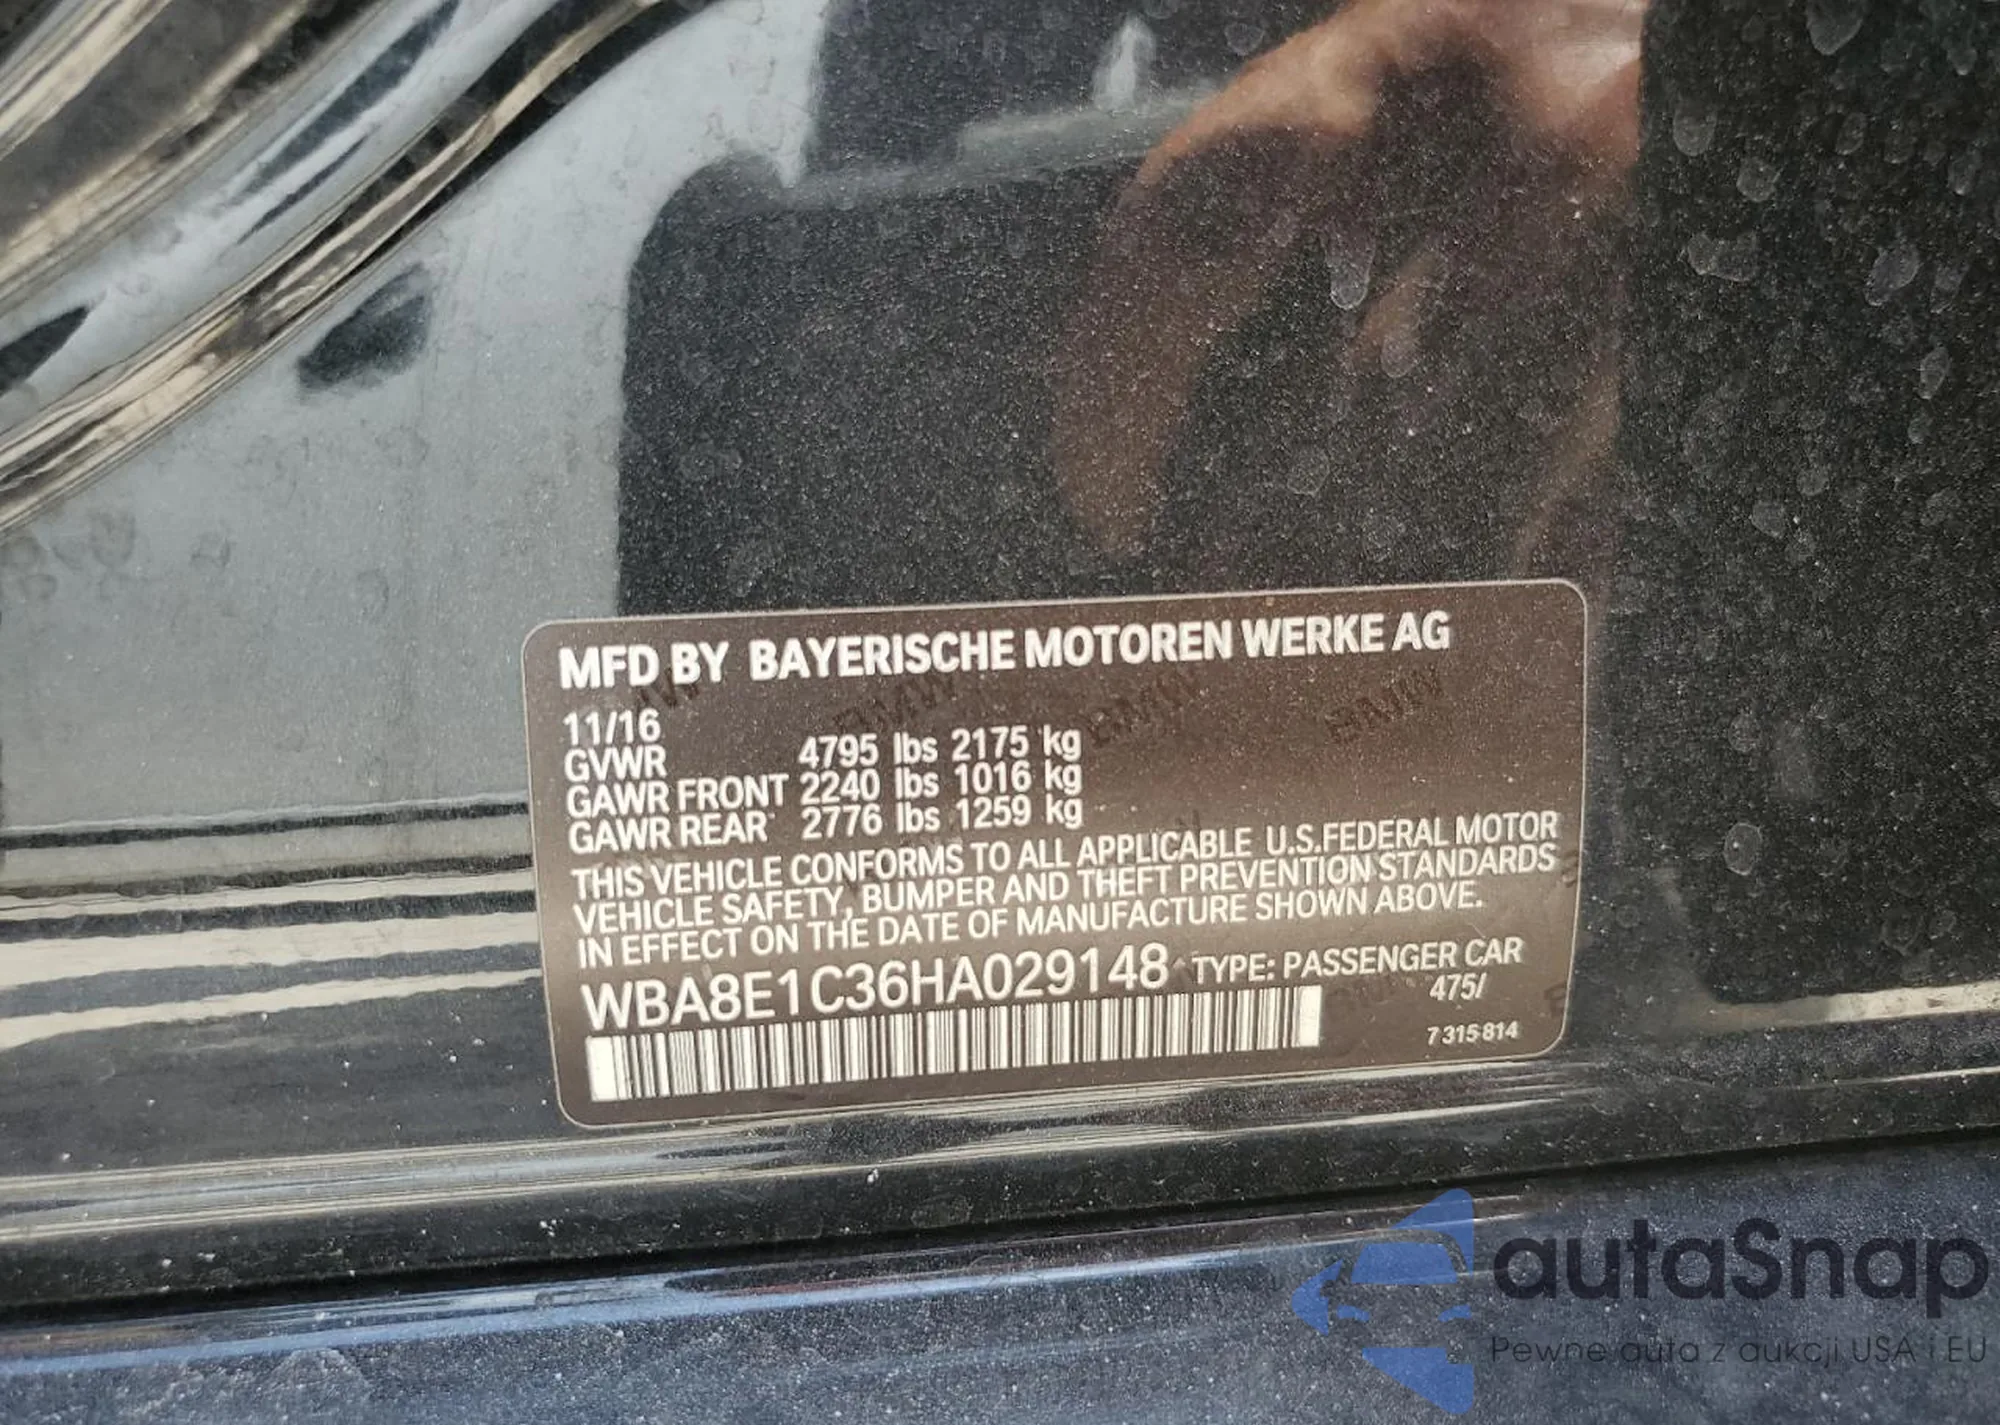 MFD BY BAYERISCHE MOTOREN WERKE AG
11/16
GVWR 4795 lbs 2175 kg
GAWR FRONT 2240 lbs 1016 kg
GAWR REAR 2776 lbs 1259 kg
THIS VEHICLE CONFORMS TO ALL APPLICABLE U.S.FEDERAL MOTOR
VEHICLE SAFETY, BUMPER AND THEFT PREVENTION STANDARDS
IN EFFECT ON THE DATE OF MANUFACTURE SHOWN ABOVE.
WBA8E1C36HA029148 TYPE: PASSENGER CAR
475/
7 315 814
autaSnap
Pewne auta z aukcji USA i EU